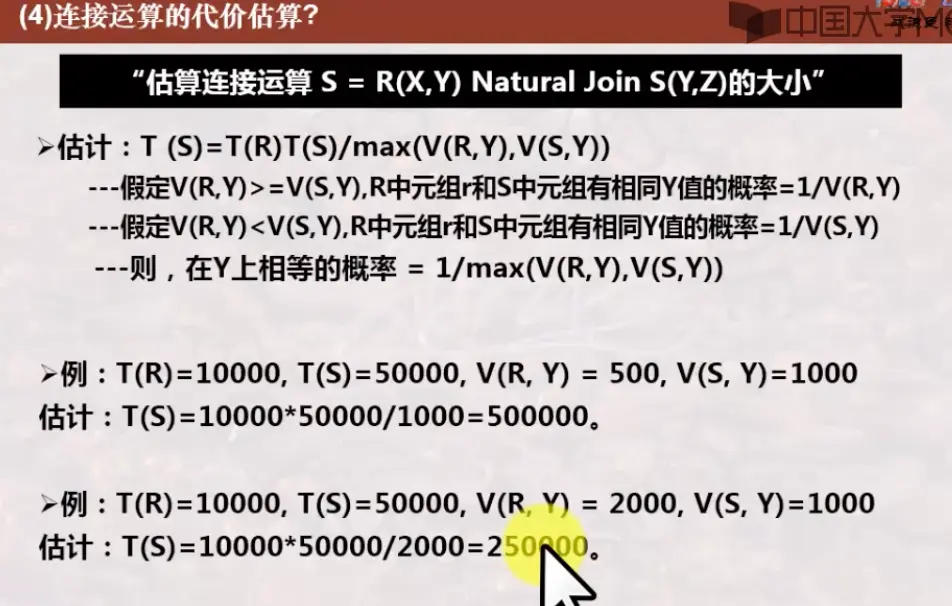 (4)连接运算的代价估算?
中国大学M
“估算连接运算 S = R(X,Y) Natural Join S(Y,Z)的大小”
➢估计：T (S)=T(R)T(S)/max(V(R,Y),V(S,Y))
---假定V(R,Y)>=V(S,Y),R中元组r和S中元组有相同Y值的概率=1/V(R,Y)
---假定V(R,Y)<V(S,Y),R中元组r和S中元组有相同Y值的概率=1/V(S,Y)
---则，在Y上相等的概率 = 1/max(V(R,Y),V(S,Y))
➢例：T(R)=10000, T(S)=50000, V(R, Y) = 500, V(S, Y)=1000
估计：T(S)=10000*50000/1000=500000。
➢例：T(R)=10000, T(S)=50000, V(R, Y) = 2000, V(S, Y)=1000
估计：T(S)=10000*50000/2000=250000。